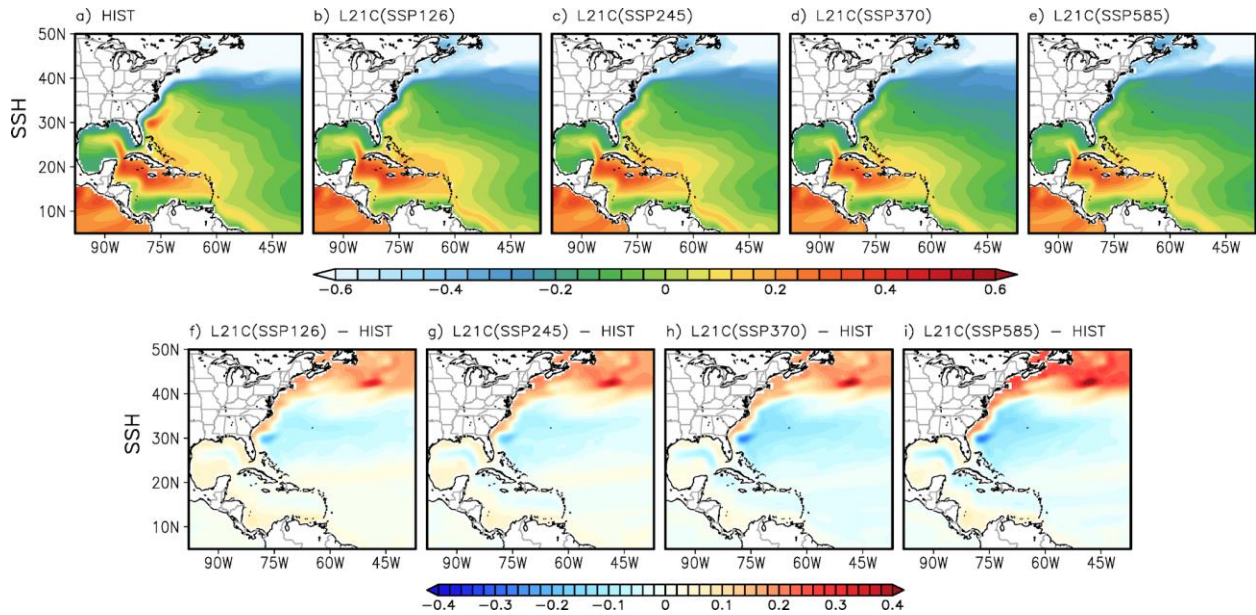 a) HIST
b) L21C(SSP126)
c) L21C(SSP245)
d) L21C(SSP370)
e) L21C(SSP585)
50N
40N
30N
20N
10N
SSH
90W 75W 60W 45W
90W 75W 60W 45W
90W 75W 60W 45W
90W 75W 60W 45W
90W 75W 60W 45W
−0.6 −0.4 −0.2 0 0.2 0.4 0.6
f) L21C(SSP126) − HIST
g) L21C(SSP245) − HIST
h) L21C(SSP370) − HIST
i) L21C(SSP585) − HIST
50N
40N
30N
20N
10N
SSH
90W 75W 60W 45W
90W 75W 60W 45W
90W 75W 60W 45W
90W 75W 60W 45W
−0.4 −0.3 −0.2 −0.1 0 0.1 0.2 0.3 0.4